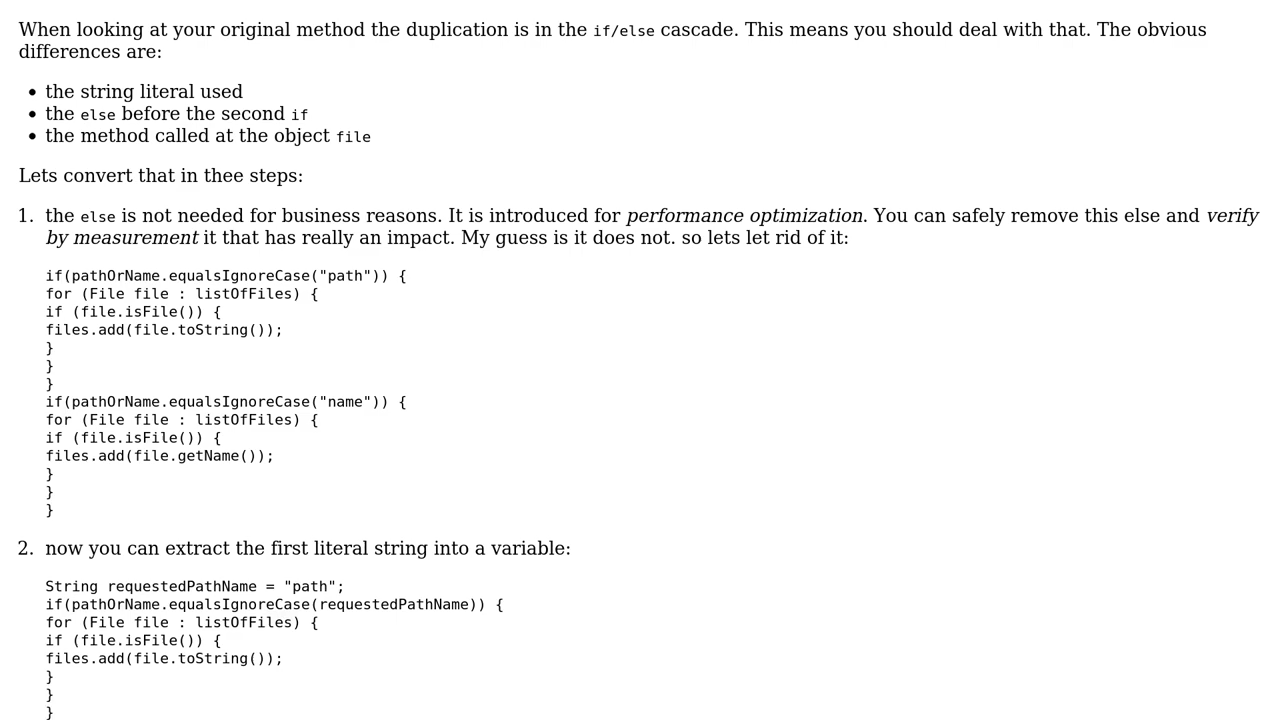 When looking at your original method the duplication is in the if/else cascade. This means you should deal with that. The obvious
differences are:
• the string literal used
• the else before the second if
• the method called at the object file
Lets convert that in thee steps:
1. the else is not needed for business reasons. It is introduced for performance optimization. You can safely remove this else and verify
by measurement it that has really an impact. My guess is it does not. so lets let rid of it:
if(pathOrName.equalsIgnoreCase("path")) {
for (File file : listOfFiles) {
if (file.isFile()) {
files.add(file.toString());
}
}
}
if(pathOrName.equalsIgnoreCase("name")) {
for (File file : listOfFiles) {
if (file.isFile()) {
files.add(file.getName());
}
}
}
2. now you can extract the first literal string into a variable:
String requestedPathName = "path";
if(pathOrName.equalsIgnoreCase(requestedPathName)) {
for (File file : listOfFiles) {
if (file.isFile()) {
files.add(file.toString());
}
}
}